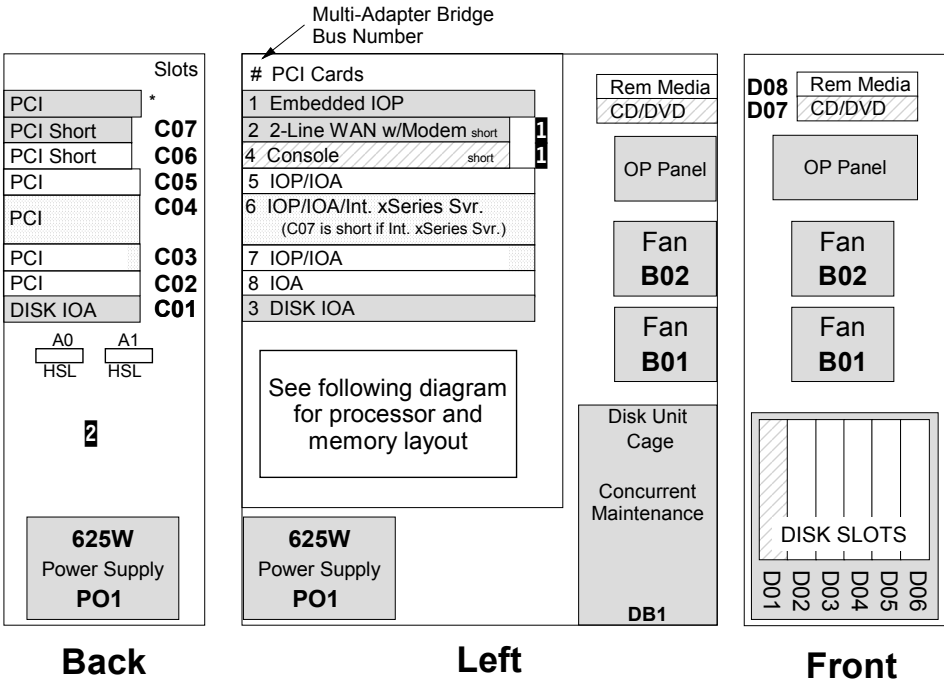 Multi-Adapter Bridge
Bus Number
Slots
PCI *
PCI Short C07
PCI Short C06
PCI C05
PCI C04
PCI C03
PCI C02
DISK IOA C01
A0 A1
HSL HSL
2
625W
Power Supply
PO1
Back
# PCI Cards
1 Embedded IOP
2 2-Line WAN w/Modem short 1
4 Console short 1
5 IOP/IOA
6 IOP/IOA/Int. xSeries Svr.
(C07 is short if Int. xSeries Svr.)
7 IOP/IOA
8 IOA
3 DISK IOA
See following diagram
for processor and
memory layout
625W
Power Supply
PO1
Rem Media
CD/DVD
OP Panel
Fan
B02
Fan
B01
Disk Unit
Cage
Concurrent
Maintenance
DB1
Left
D08 Rem Media
D07 CD/DVD
OP Panel
Fan
B02
Fan
B01
DISK SLOTS
D01 D02 D03 D04 D05 D06
Front